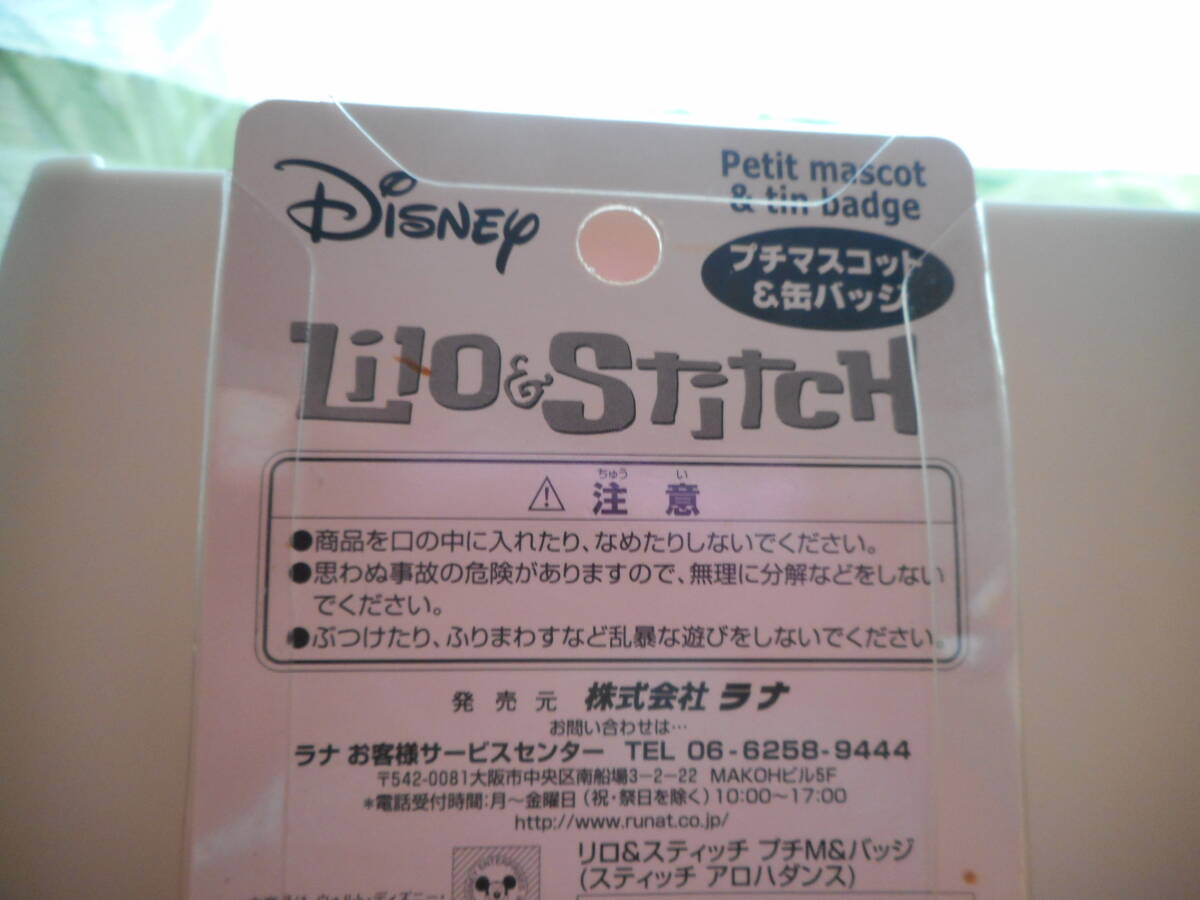 Disney
Petit mascot
& tin badge
プチマスコット
&缶バッジ
Lilo & Stitch
ちゅう い
⚠ 注 意
●商品を口の中に入れたり、なめたりしないでください。
●思わぬ事故の危険がありますので、無理に分解などをしない
でください。
●ぶつけたり、ふりまわすなど乱暴な遊びをしないでください。
発 売 元 株式会社 ラナ
お問い合わせは…
ラナ お客様サービスセンター TEL 06-6258-9444
〒542-0081大阪市中央区南船場3-2-22 MAKOHビル5F
*電話受付時間:月~金曜日(祝・祭日を除く)10:00~17:00
http://www.runat.co.jp/
リロ&スティッチ プチM&バッジ
(スティッチ アロハダンス)